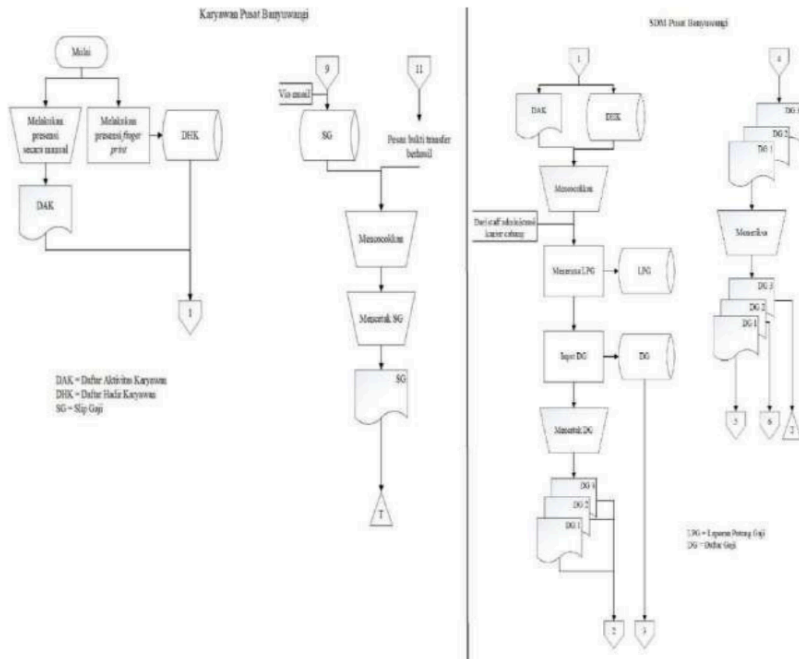 Karyawan Pusat Banyuwangi
Mulai
Melakukan
presensi
secara manual
Melakukan
presensi finger
print
DHK
DAK
1
DAK = Daftar Aktivitas Karyawan
DHK = Daftar Hadir Karyawan
SG = Slip Gaji
9
11
Via email
SG
Pesan bukti transfer
berhasil
Mencocokkan
Mencetak SG
SG
T
SDM Pusat Banyuwangi
1
DAK
DHK
Mencocokkan
Dari staff administrasi
kantor cabang
Menerima LPG
LPG
Input DG
DG
Mencetak DG
DG 3
DG 2
DG 1
2
3
4
DG 3
DG 2
DG 1
Memeriksa
DG 3
DG 2
DG 1
5
6
LPG = Laporan Potong Gaji
DG = Daftar Gaji